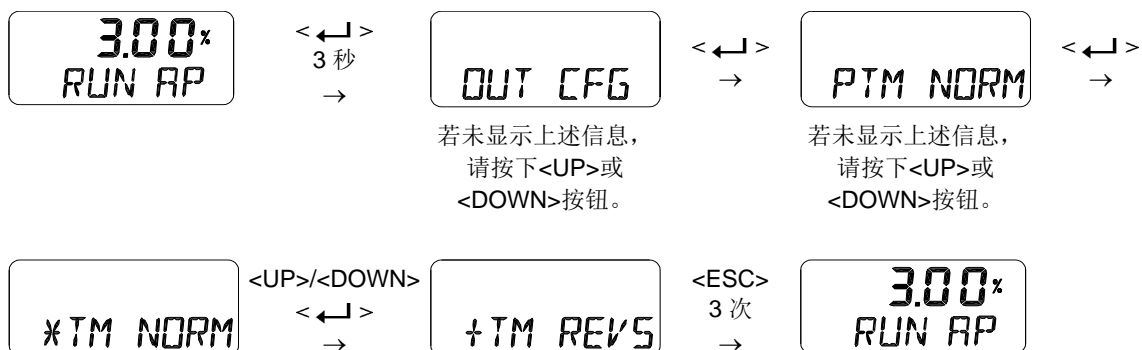 3.00%
RUN AP
< ↵ >
3 秒
→
OUT CFG
若未显示上述信息，
请按下<UP>或
<DOWN>按钮。
< ↵ >
→
PTM NORM
若未显示上述信息，
请按下<UP>或
<DOWN>按钮。
< ↵ >
→
*TM NORM
<UP>/<DOWN>
< ↵ >
→
+TM REVS
<ESC>
3 次
→
3.00%
RUN AP